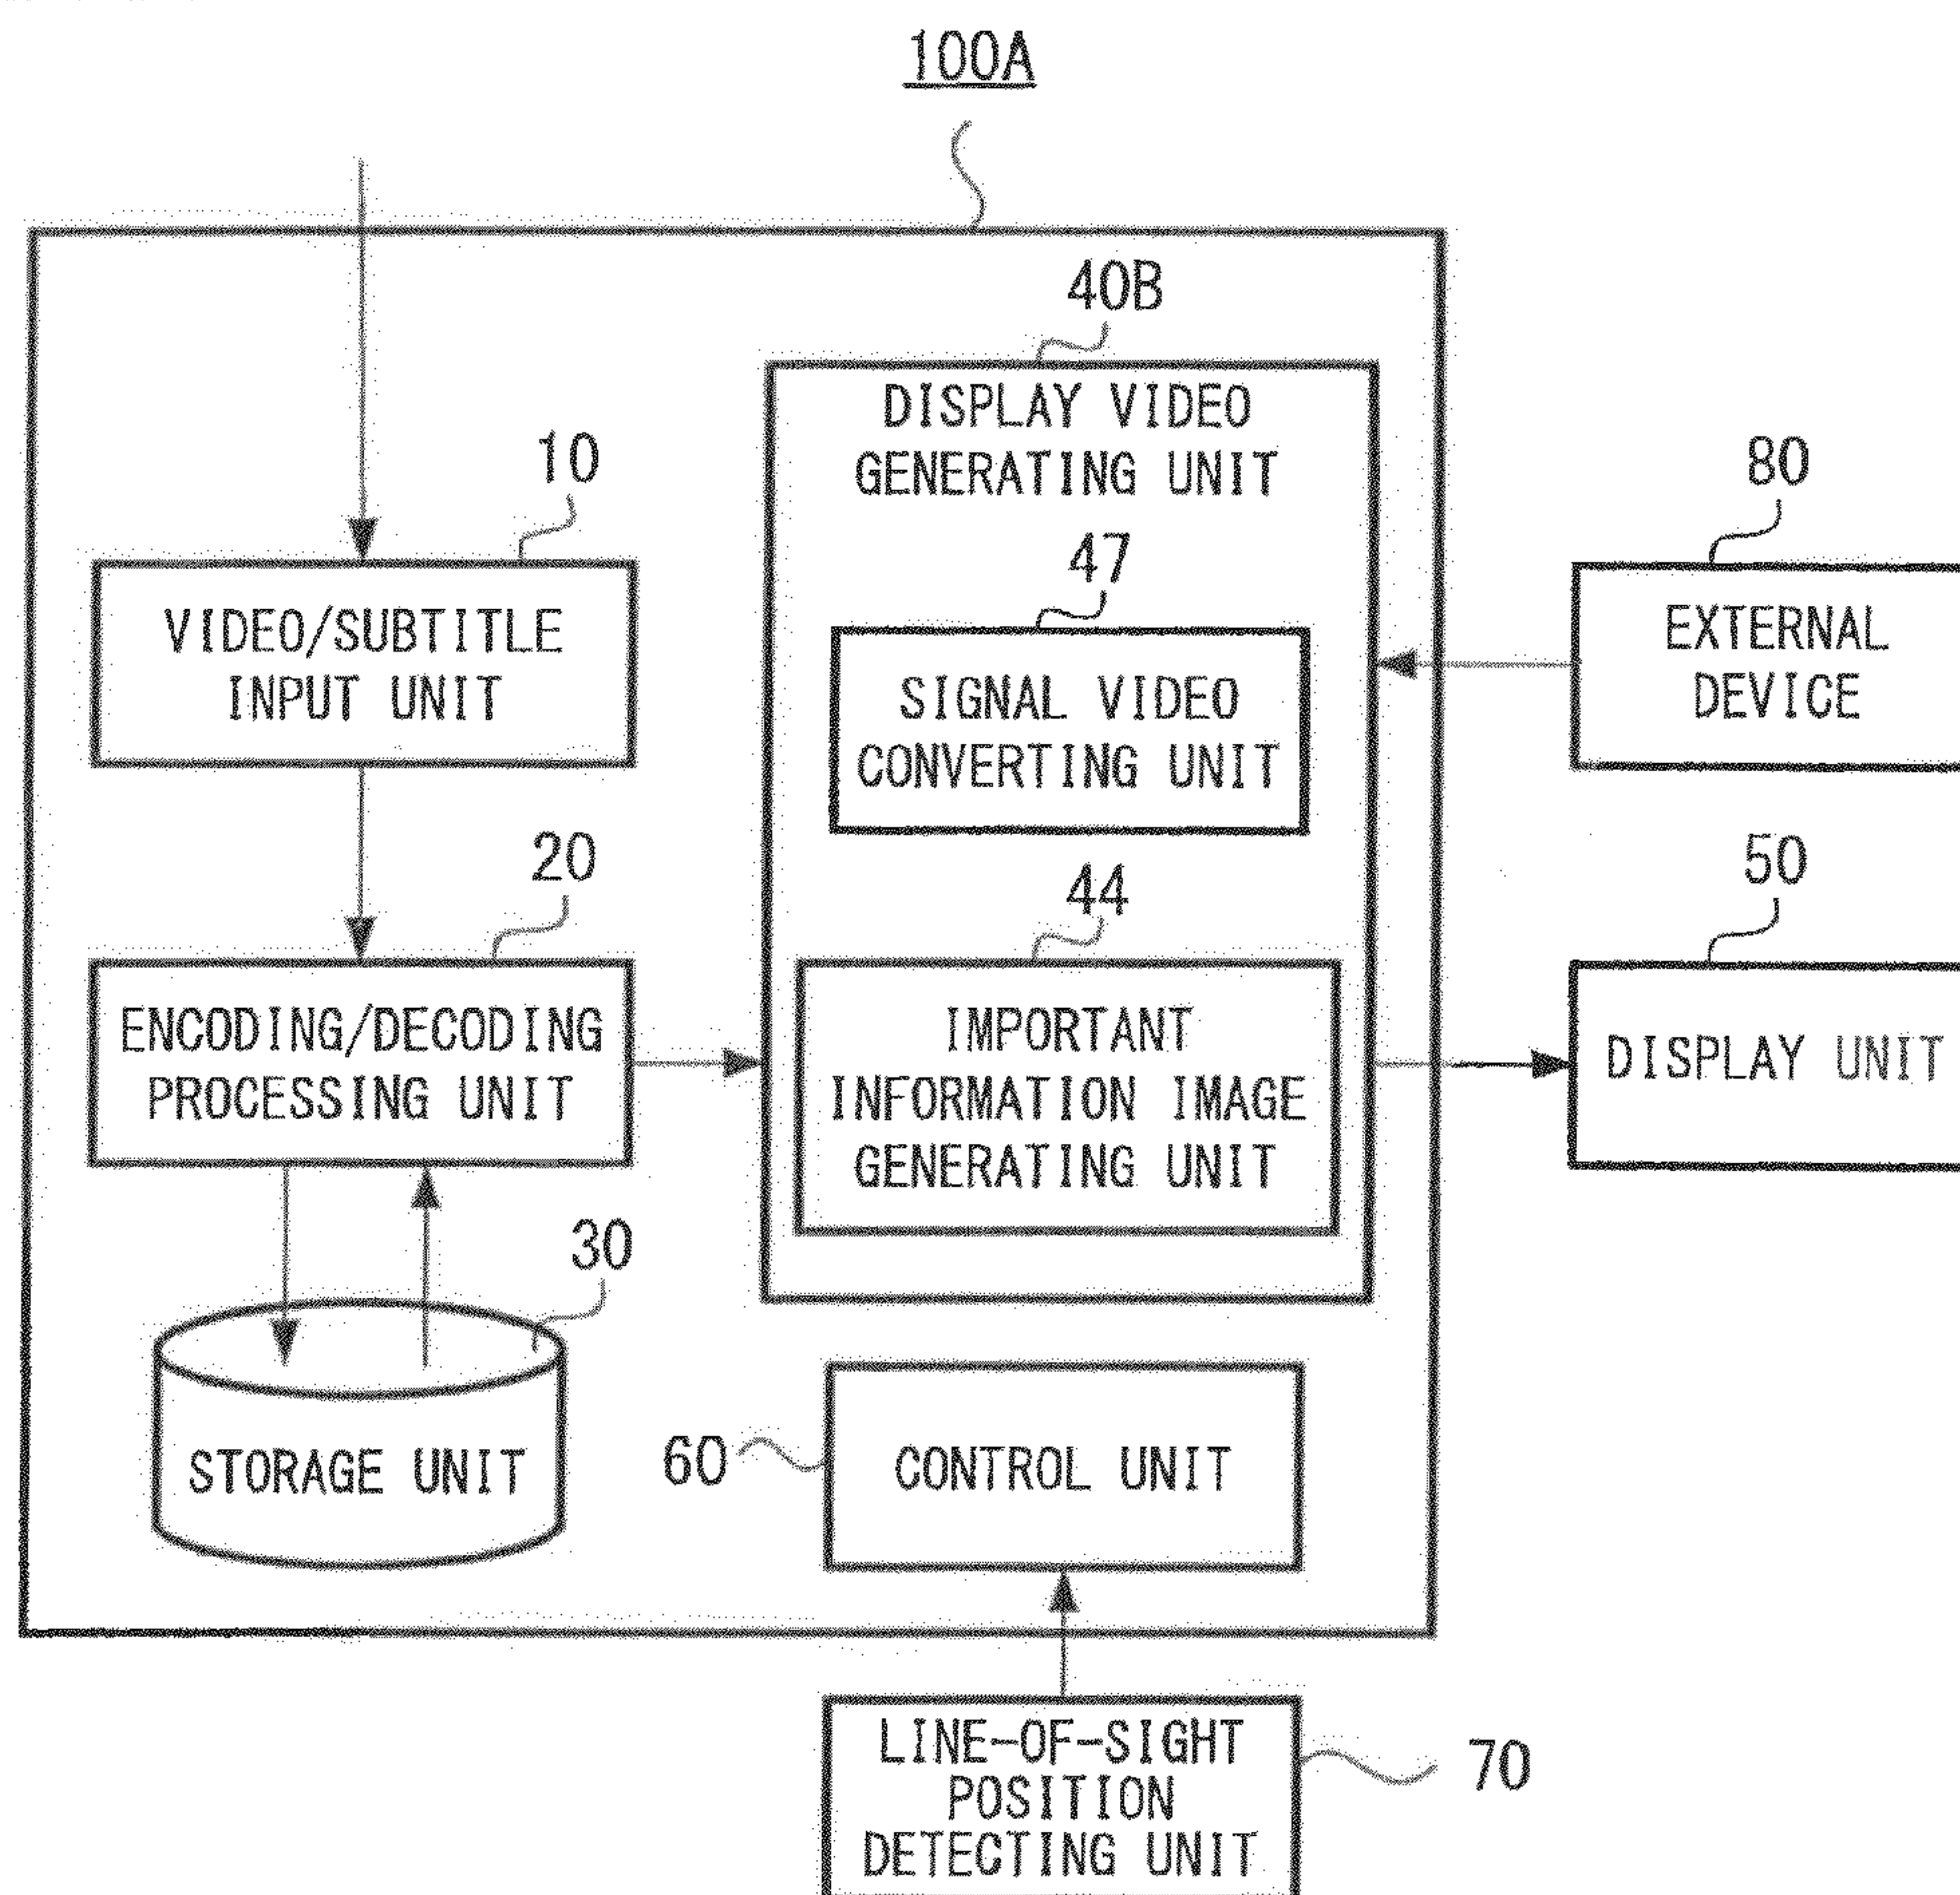 100A
40B
DISPLAY VIDEO
GENERATING UNIT
10
80
47
VIDEO/SUBTITLE
INPUT UNIT
EXTERNAL
DEVICE
SIGNAL VIDEO
CONVERTING UNIT
20
44
50
ENCODING/DECODING
PROCESSING UNIT
IMPORTANT
INFORMATION IMAGE
GENERATING UNIT
DISPLAY UNIT
30
STORAGE UNIT
60
CONTROL UNIT
LINE-OF-SIGHT
POSITION
DETECTING UNIT
70